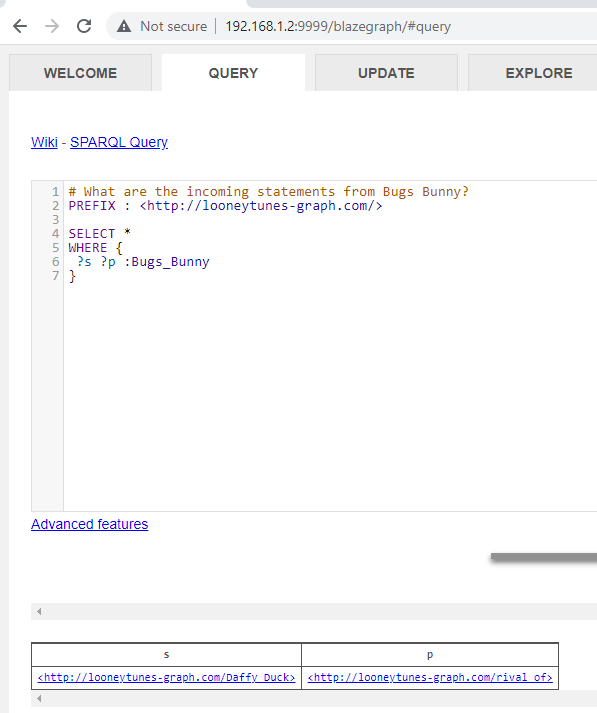 Not secure | 192.168.1.2:9999/blazegraph/#query
WELCOME QUERY UPDATE EXPLORE
Wiki - SPARQL Query
1 # What are the incoming statements from Bugs Bunny?
2 PREFIX : <http://looneytunes-graph.com/>
3
4 SELECT *
5 WHERE {
6 ?s ?p :Bugs_Bunny
7 }
Advanced features
s p
<http://looneytunes-graph.com/Daffy_Duck> <http://looneytunes-graph.com/rival_of>